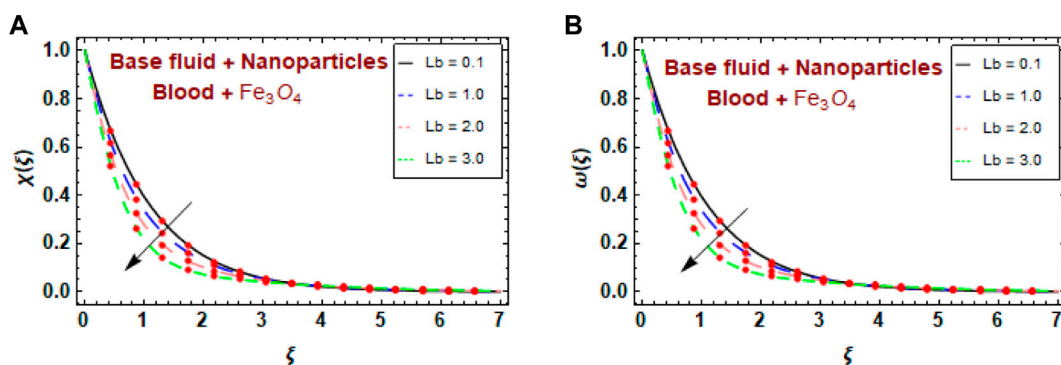 A
χ(ξ)
1.0
0.8
0.6
0.4
0.2
0.0
Base fluid + Nanoparticles
Blood + Fe₃O₄
Lb = 0.1
Lb = 1.0
Lb = 2.0
Lb = 3.0
0 1 2 3 4 5 6 7
ξ
B
ω(ξ)
1.0
0.8
0.6
0.4
0.2
0.0
Base fluid + Nanoparticles
Blood + Fe₃O₄
Lb = 0.1
Lb = 1.0
Lb = 2.0
Lb = 3.0
0 1 2 3 4 5 6 7
ξ